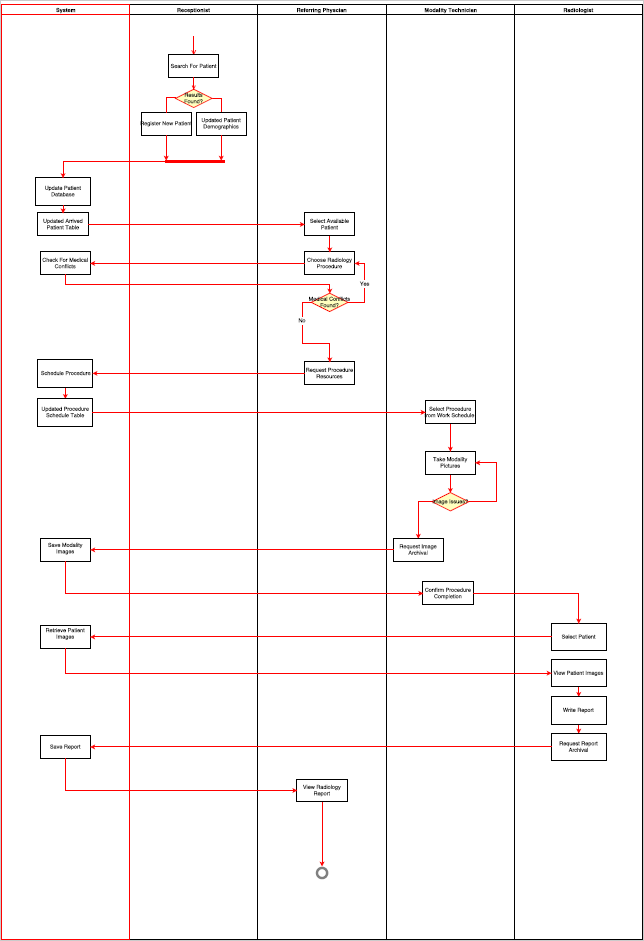 System
Receptionist
Referring Physcian
Modality Technician
Radiologist
Search For Patient
Results
Found?
Register New Patient
Updated Patient
Demographics
Update Patient
Database
Updated Arrived
Patient Table
Select Available
Patient
Check For Medical
Conflicts
Choose Radiology
Procedure
Yes
Medical Conflicts
Found?
No
Schedule Procedure
Request Procedure
Resources
Updated Procedure
Schedule Table
Select Procedure
from Work Schedule
Take Modality
Pictures
Image Issues?
Save Modality
Images
Request Image
Archival
Confirm Procedure
Completion
Retrieve Patient
Images
Select Patient
View Patient Images
Write Report
Save Report
Request Report
Archival
View Radiology
Report